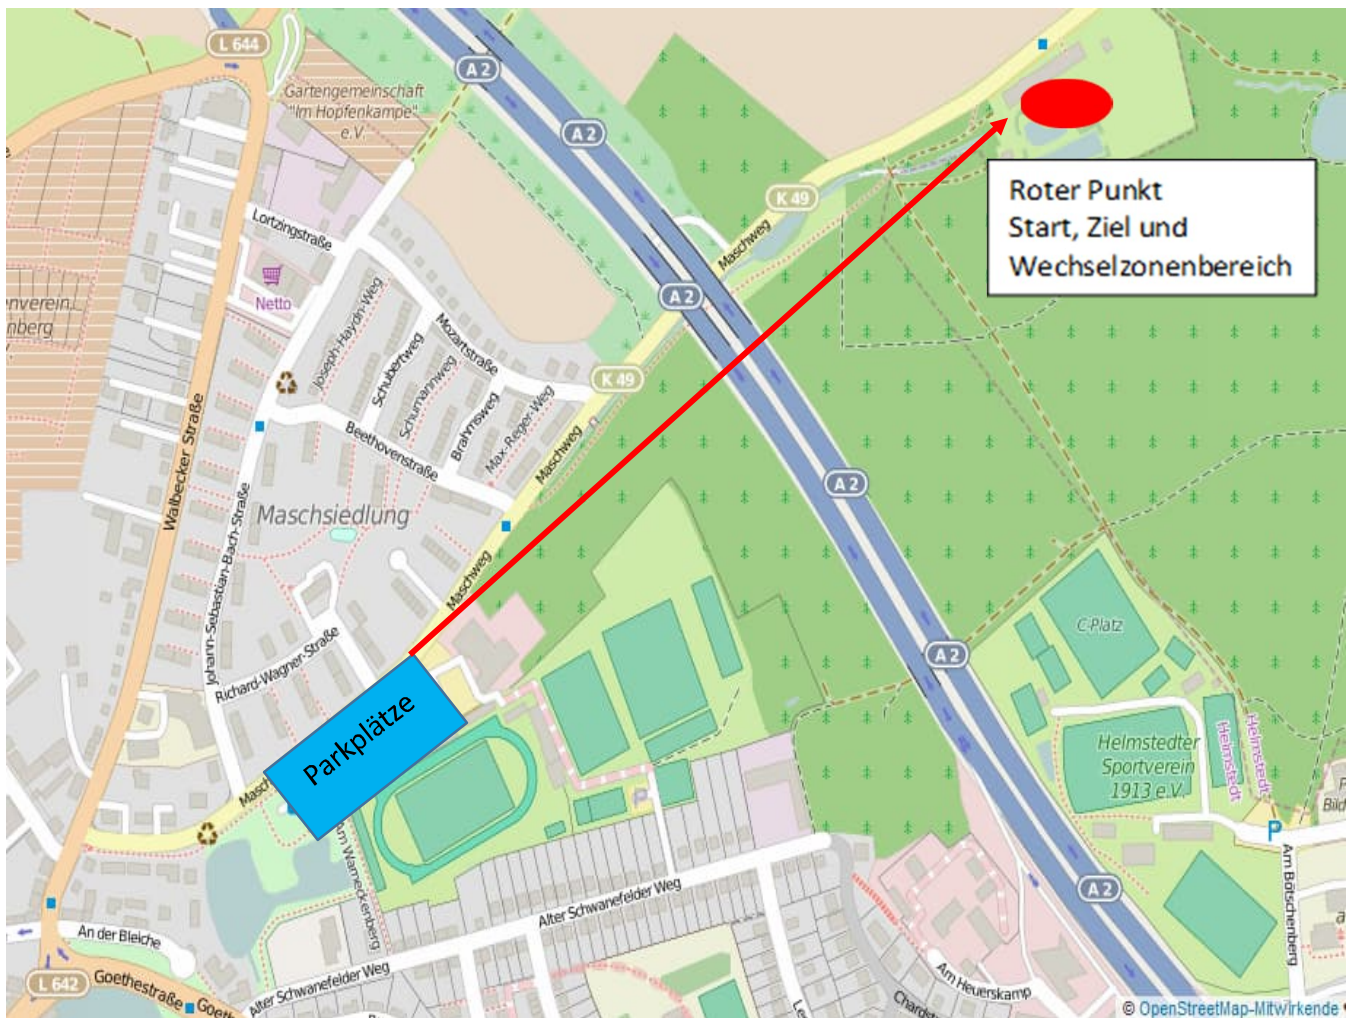 L 644
A 2
Gartengemeinschaft
"Im Hopfenkampe"
e.V.
A 2
K 49
Roter Punkt
Start, Ziel und
Wechselzonenbereich
Lortzingstraße
Maschweg
Netto
Joseph-Haydn-Weg
Mozartstraße
A 2
Schubertweg
Schumannweg
Brahmsweg
Max-Reger-Weg
K 49
Walbecker Straße
Beethovenstraße
Maschweg
A 2
Maschsiedlung
Johann-Sebastian-Bach-Straße
Maschweg
Richard-Wagner-Straße
C-Platz
A 2
Parkplätze
Helmstedter
Sportverein
1913 e.V.
Helmstedt
Helmstedt
P
P
Am Warneckenberg
Am Bötschenberg
Alter Schwanefelder Weg
A 2
An der Bleiche
Alter Schwanefelder Weg
Am Heuerskamp
L 642
Goethestraße
© OpenStreetMap-Mitwirkende